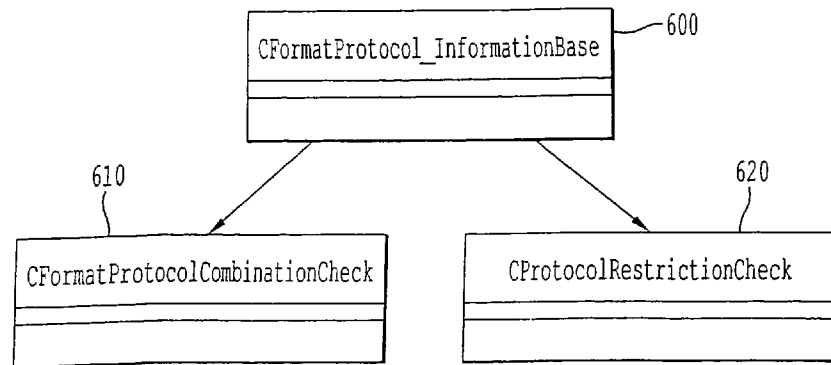 CFormatProtocol_InformationBase
600
610
CFormatProtocolCombinationCheck
620
CProtocolRestrictionCheck